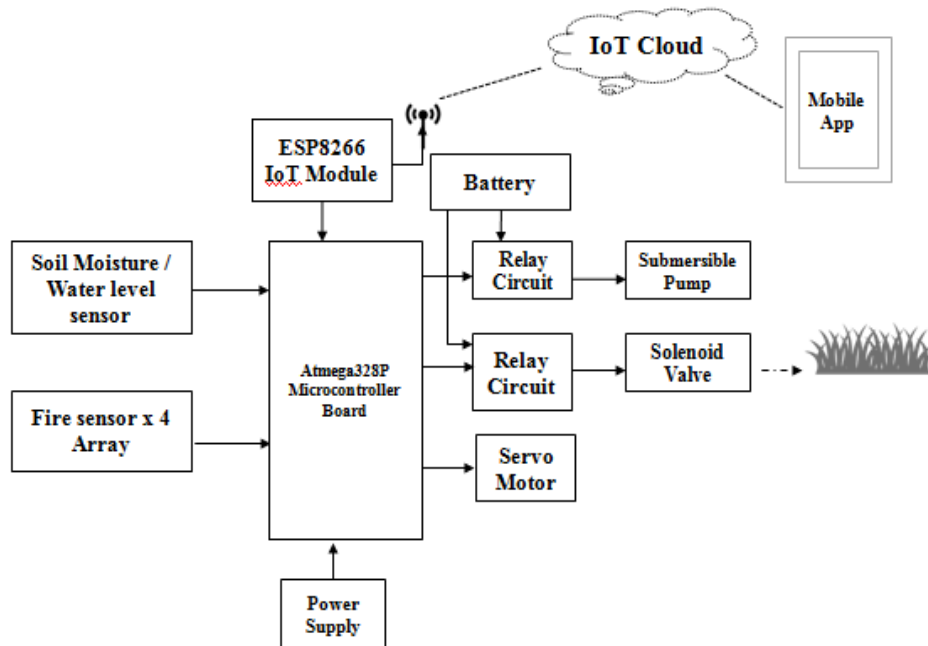 IoT Cloud
Mobile
App
ESP8266
IoT Module
Battery
Soil Moisture /
Water level
sensor
Relay
Circuit
Submersible
Pump
Atmega328P
Microcontroller
Board
Relay
Circuit
Solenoid
Valve
Fire sensor x 4
Array
Servo
Motor
Power
Supply